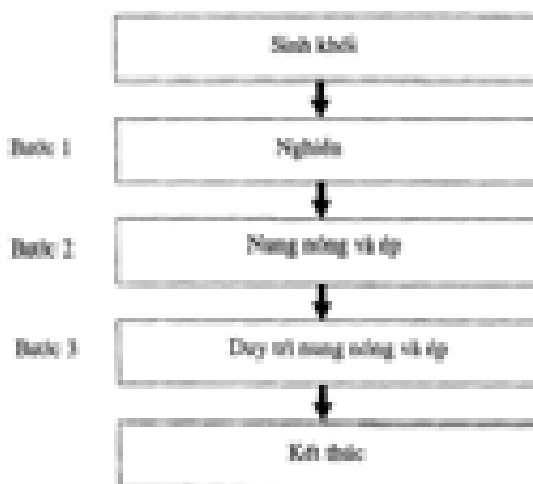 Sinh khối
Bước 1
Nghiền
Bước 2
Nung nóng và ép
Bước 3
Duy trì nung nóng và ép
Kết thúc